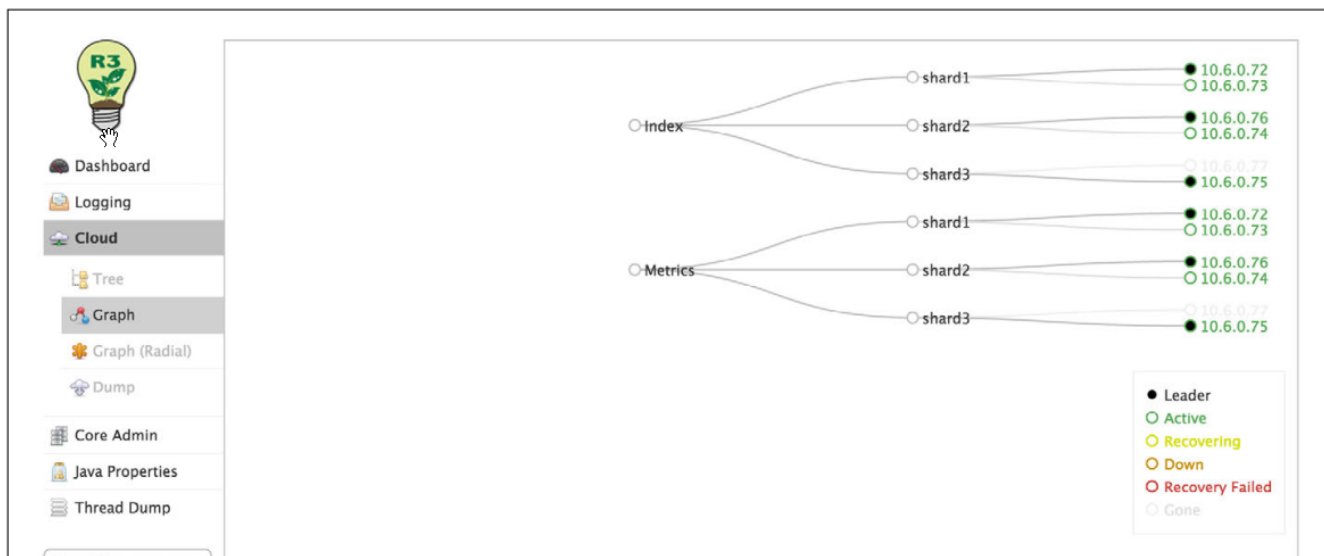 R3
Dashboard
Logging
Cloud
Tree
Graph
Graph (Radial)
Dump
Core Admin
Java Properties
Thread Dump
Index
shard1
10.6.0.72
10.6.0.73
shard2
10.6.0.76
10.6.0.74
shard3
10.6.0.77
10.6.0.75
Metrics
shard1
10.6.0.72
10.6.0.73
shard2
10.6.0.76
10.6.0.74
shard3
10.6.0.77
10.6.0.75
Leader
Active
Recovering
Down
Recovery Failed
Gone